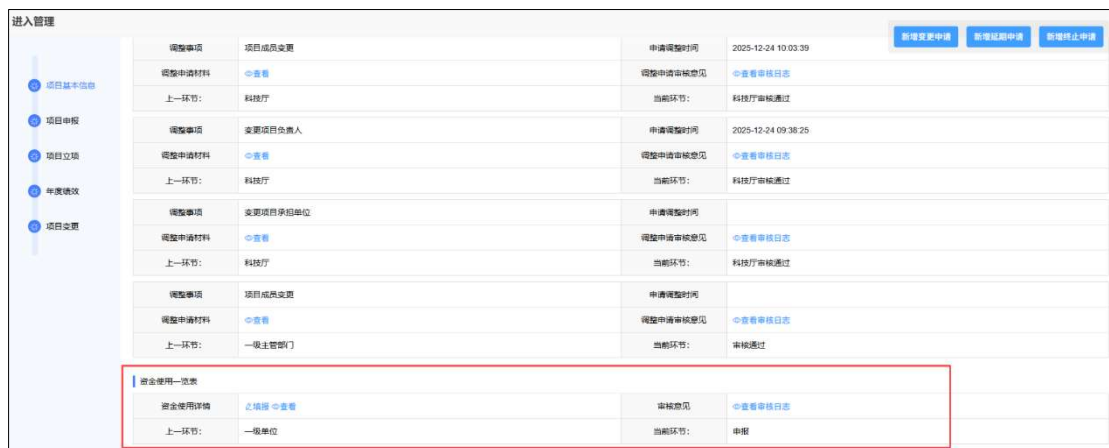 进入管理
新增变更申请 新增延期申请 新增终止申请
项目基本信息
项目申报
项目立项
年度绩效
项目变更
调整事项 项目成员变更 申请调整时间 2025-12-24 10:03:39
调整申请材料 查看 调整申请审核意见 查看审核日志
上一环节: 科技厅 当前环节: 科技厅审核通过
调整事项 变更项目负责人 申请调整时间 2025-12-24 09:38:25
调整申请材料 查看 调整申请审核意见 查看审核日志
上一环节: 科技厅 当前环节: 科技厅审核通过
调整事项 变更项目承担单位 申请调整时间
调整申请材料 查看 调整申请审核意见 查看审核日志
上一环节: 科技厅 当前环节: 科技厅审核通过
调整事项 项目成员变更 申请调整时间
调整申请材料 查看 调整申请审核意见 查看审核日志
上一环节: 一级主管部门 当前环节: 审核通过
资金使用一览表
资金使用详情 填报 查看 审核意见 查看审核日志
上一环节: 一级单位 当前环节: 申报